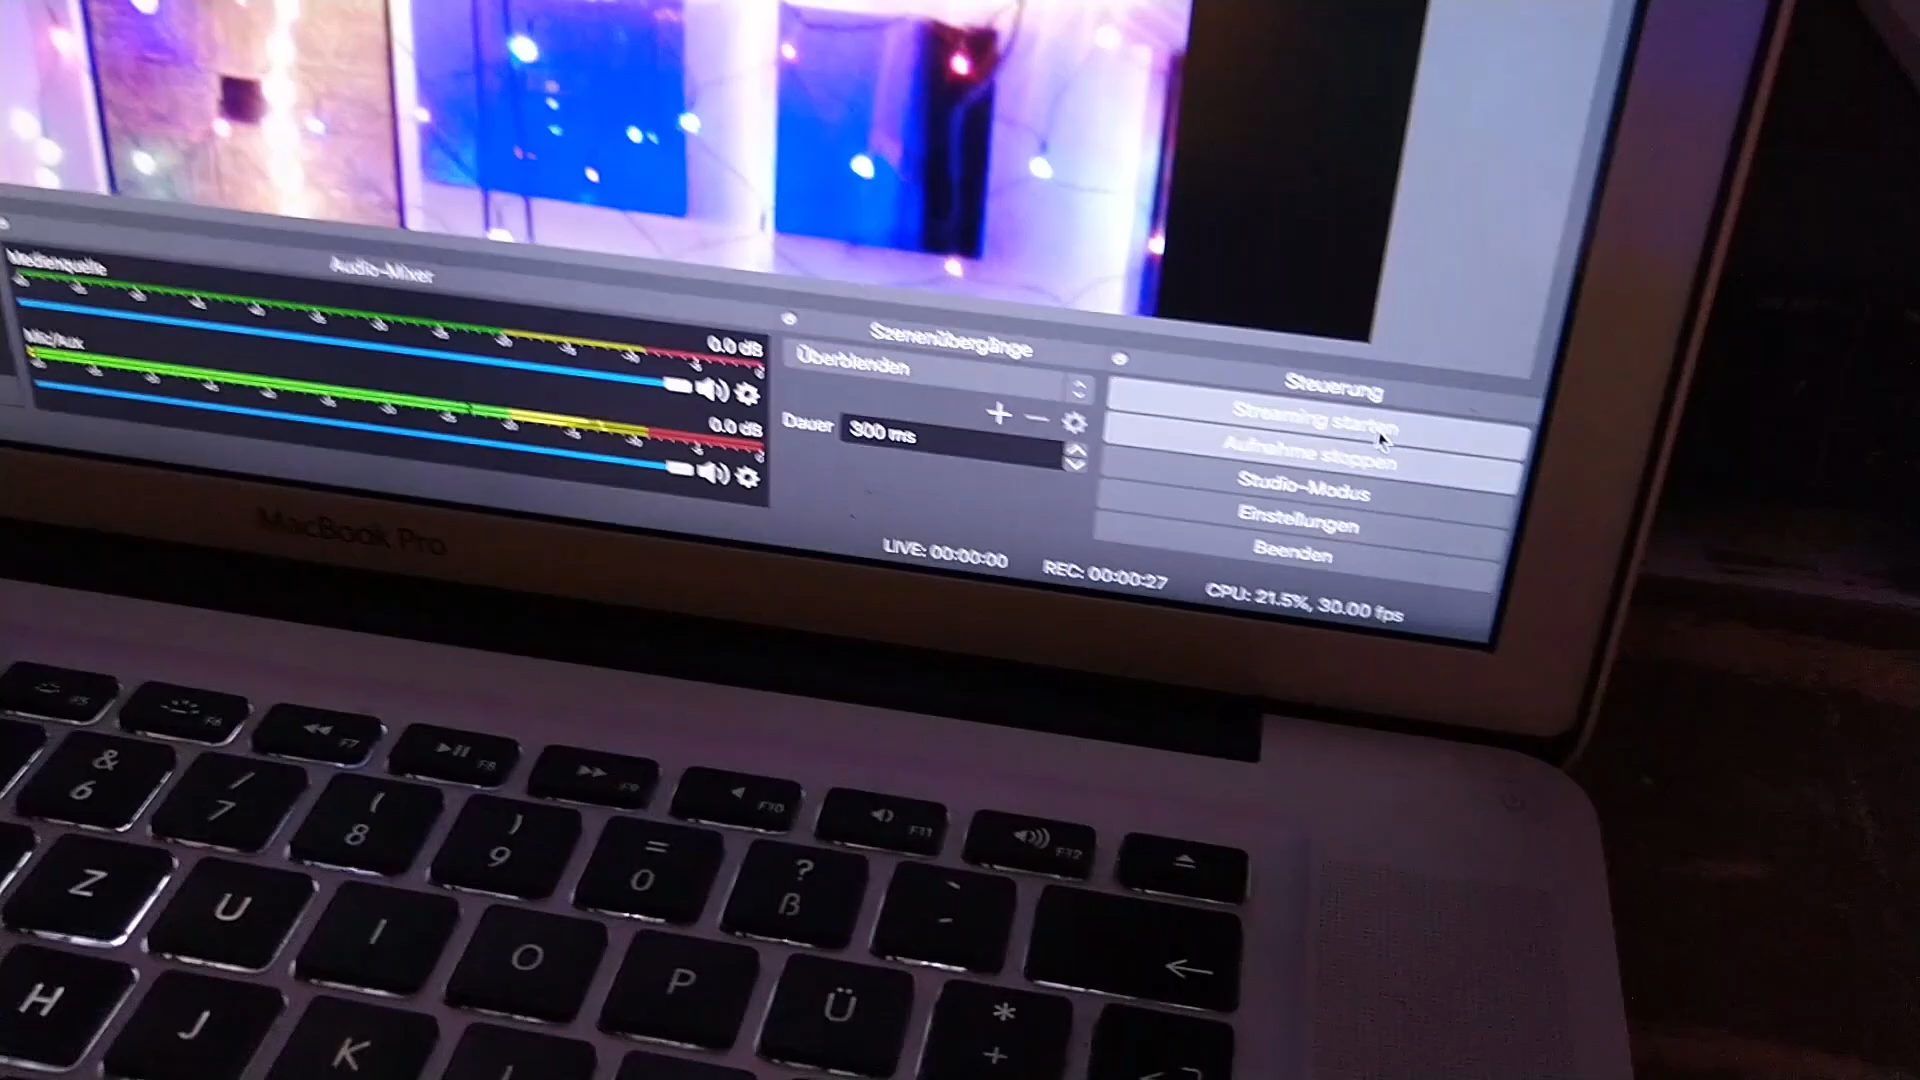 Medienquelle
Audio-Mixer
0.0 dB
Mic/Aux
0.0 dB
Szenenübergänge
Überblenden
Dauer
300 ms
Steuerung
Streaming starten
Aufnahme stoppen
Studio-Modus
Einstellungen
Beenden
LIVE: 00:00:00
REC: 00:00:27
CPU: 21.5%, 30.00 fps
MacBook Pro
F5
F6
F7
F8
F9
F10
F11
F12
& 6
/ 7
( 8
) 9
= 0
? ß
` ´
Z
U
I
O
P
Ü
* +
H
J
K